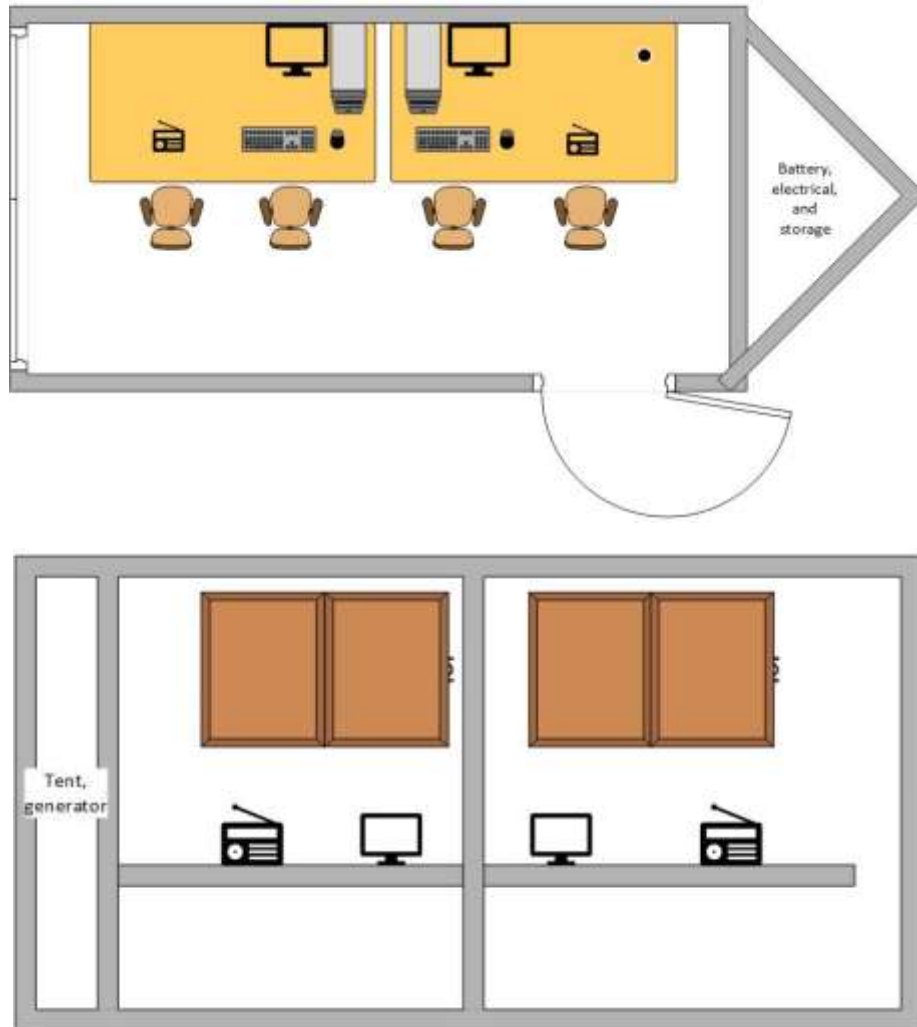 Battery,
electrical,
and
storage
Tent,
generator